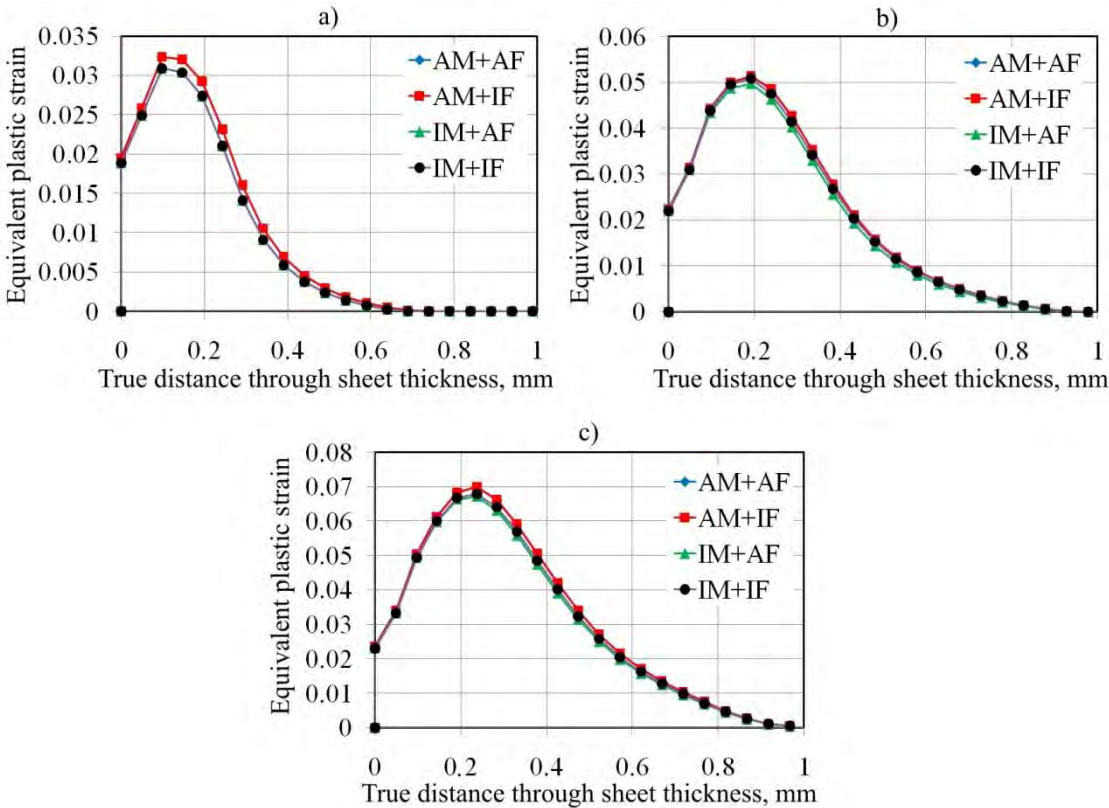 a)
Equivalent plastic strain
0.035
0.03
0.025
0.02
0.015
0.01
0.005
0
AM+AF
AM+IF
IM+AF
IM+IF
0 0.2 0.4 0.6 0.8 1
True distance through sheet thickness, mm
b)
Equivalent plastic strain
0.06
0.05
0.04
0.03
0.02
0.01
0
AM+AF
AM+IF
IM+AF
IM+IF
0 0.2 0.4 0.6 0.8 1
True distance through sheet thickness, mm
c)
Equivalent plastic strain
0.08
0.07
0.06
0.05
0.04
0.03
0.02
0.01
0
AM+AF
AM+IF
IM+AF
IM+IF
0 0.2 0.4 0.6 0.8 1
True distance through sheet thickness, mm